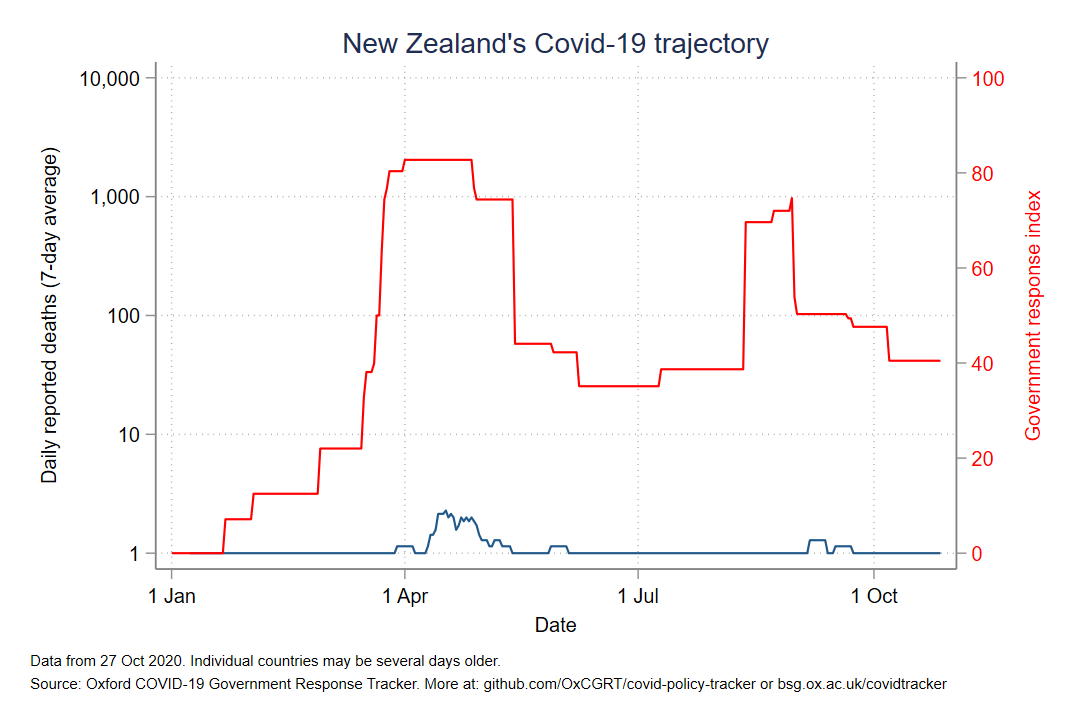 New Zealand's Covid-19 trajectory
10,000
1,000
100
10
1
Daily reported deaths (7-day average)
100
80
60
40
20
0
Government response index
1 Jan
1 Apr
1 Jul
1 Oct
Date
Data from 27 Oct 2020. Individual countries may be several days older.
Source: Oxford COVID-19 Government Response Tracker. More at: github.com/OxCGRT/covid-policy-tracker or bsg.ox.ac.uk/covidtracker